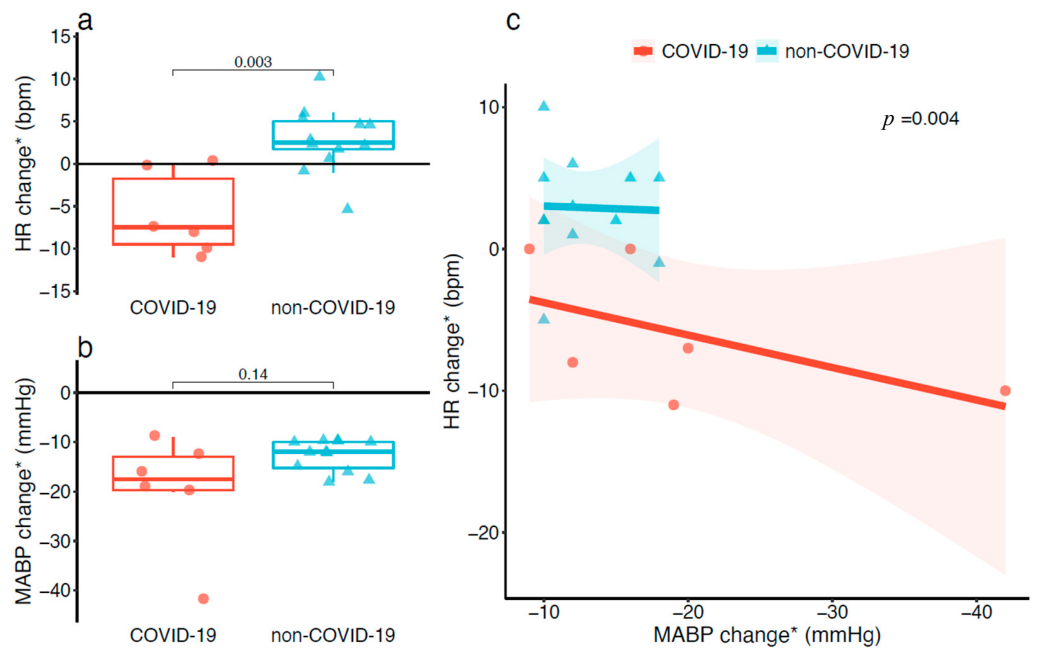 a
15
10
5
0
−5
−10
−15
HR change* (bpm)
0.003
COVID-19 non-COVID-19
b
0
−10
−20
−30
−40
MABP change* (mmHg)
0.14
COVID-19 non-COVID-19
c
COVID-19 non-COVID-19
p =0.004
10
0
−10
−20
HR change* (bpm)
−10 −20 −30 −40
MABP change* (mmHg)